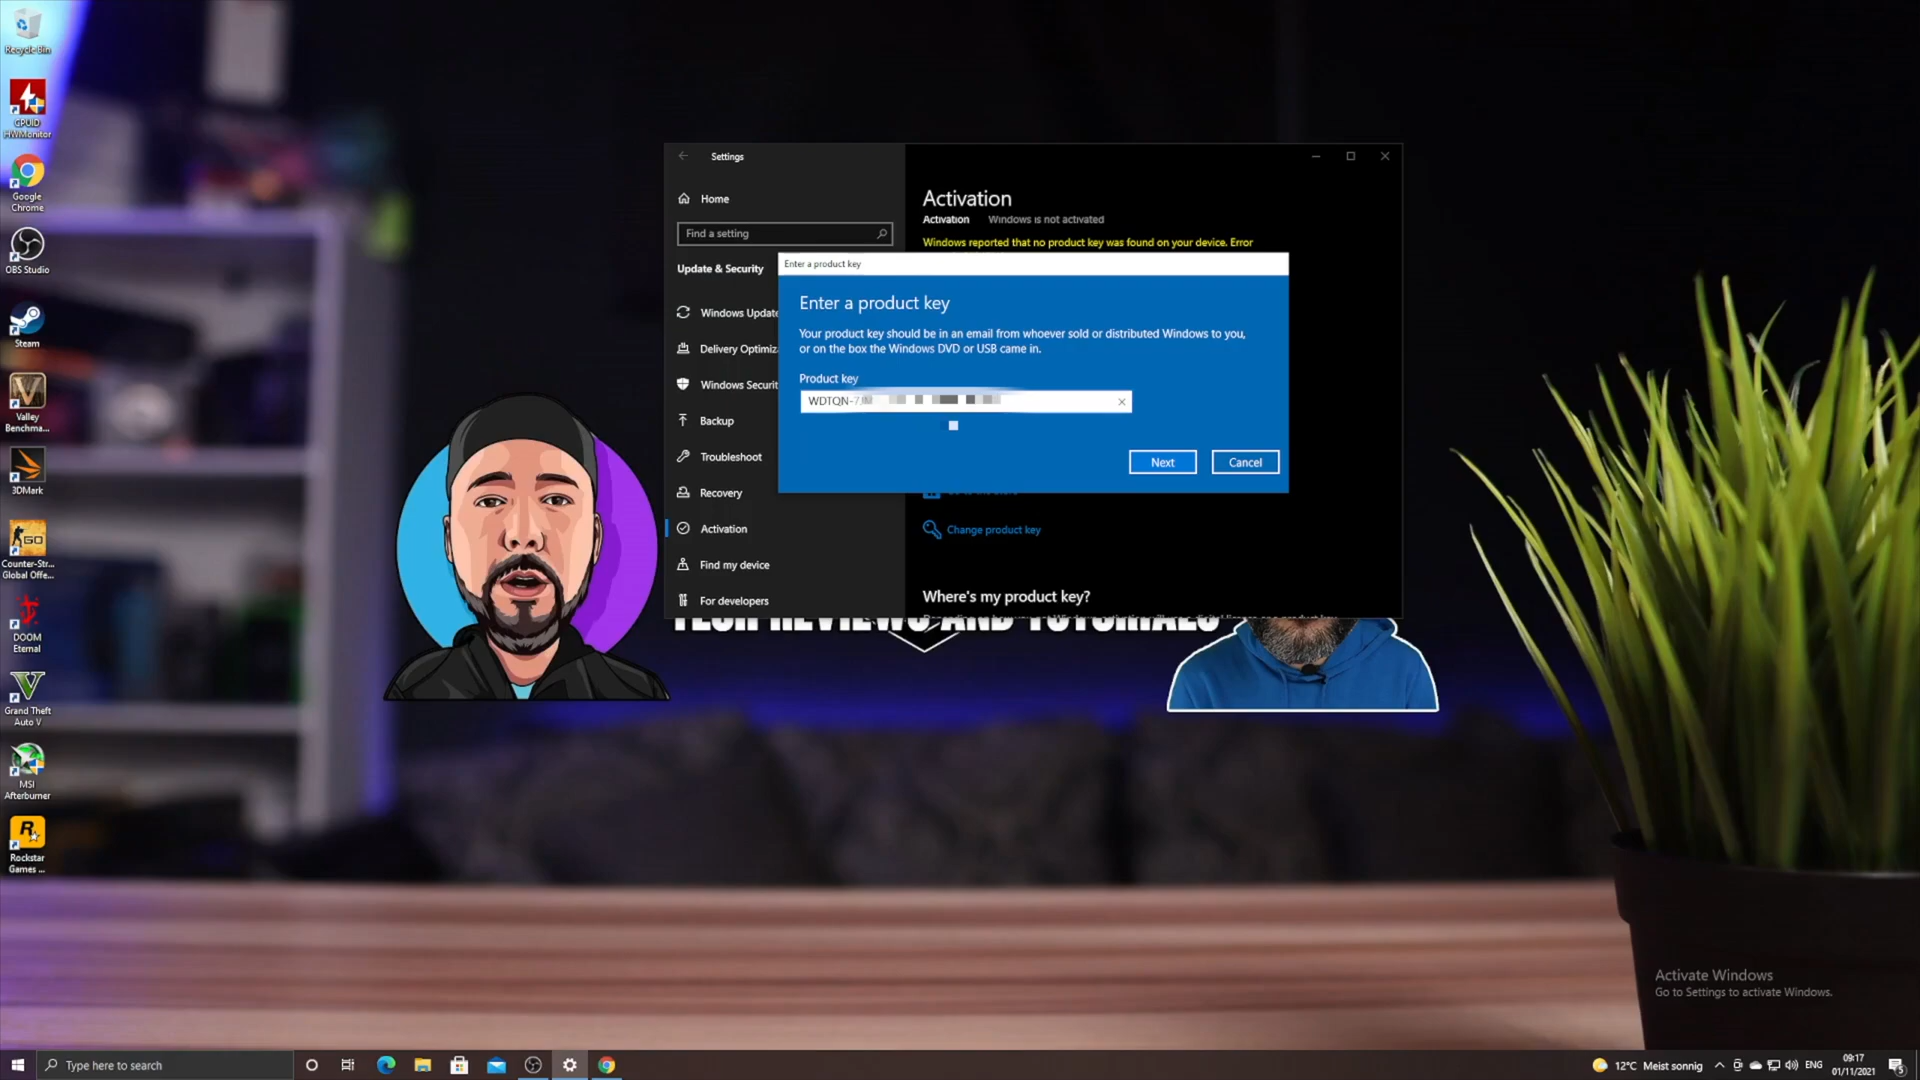 Recycle Bin
CPUID
HWMonitor
Google
Chrome
OBS Studio
Steam
Valley
Benchma...
3DMark
Counter-Str...
Global Offe...
DOOM
Eternal
Grand Theft
Auto V
MSI
Afterburner
Rockstar
Games ...
Settings
Home
Find a setting
Update & Security
Windows Update
Delivery Optimiz
Windows Securit
Backup
Troubleshoot
Recovery
Activation
Find my device
For developers
Activation
Activation Windows is not activated
Windows reported that no product key was found on your device. Error
Enter a product key
Enter a product key
Your product key should be in an email from whoever sold or distributed Windows to you,
or on the box the Windows DVD or USB came in.
Product key
WDTQN-7
Next
Cancel
Change product key
Where's my product key?
TECH REVIEWS AND TUTORIALS
Activate Windows
Go to Settings to activate Windows.
Type here to search
12°C Meist sonnig
ENG
09:17
01/11/2021
5